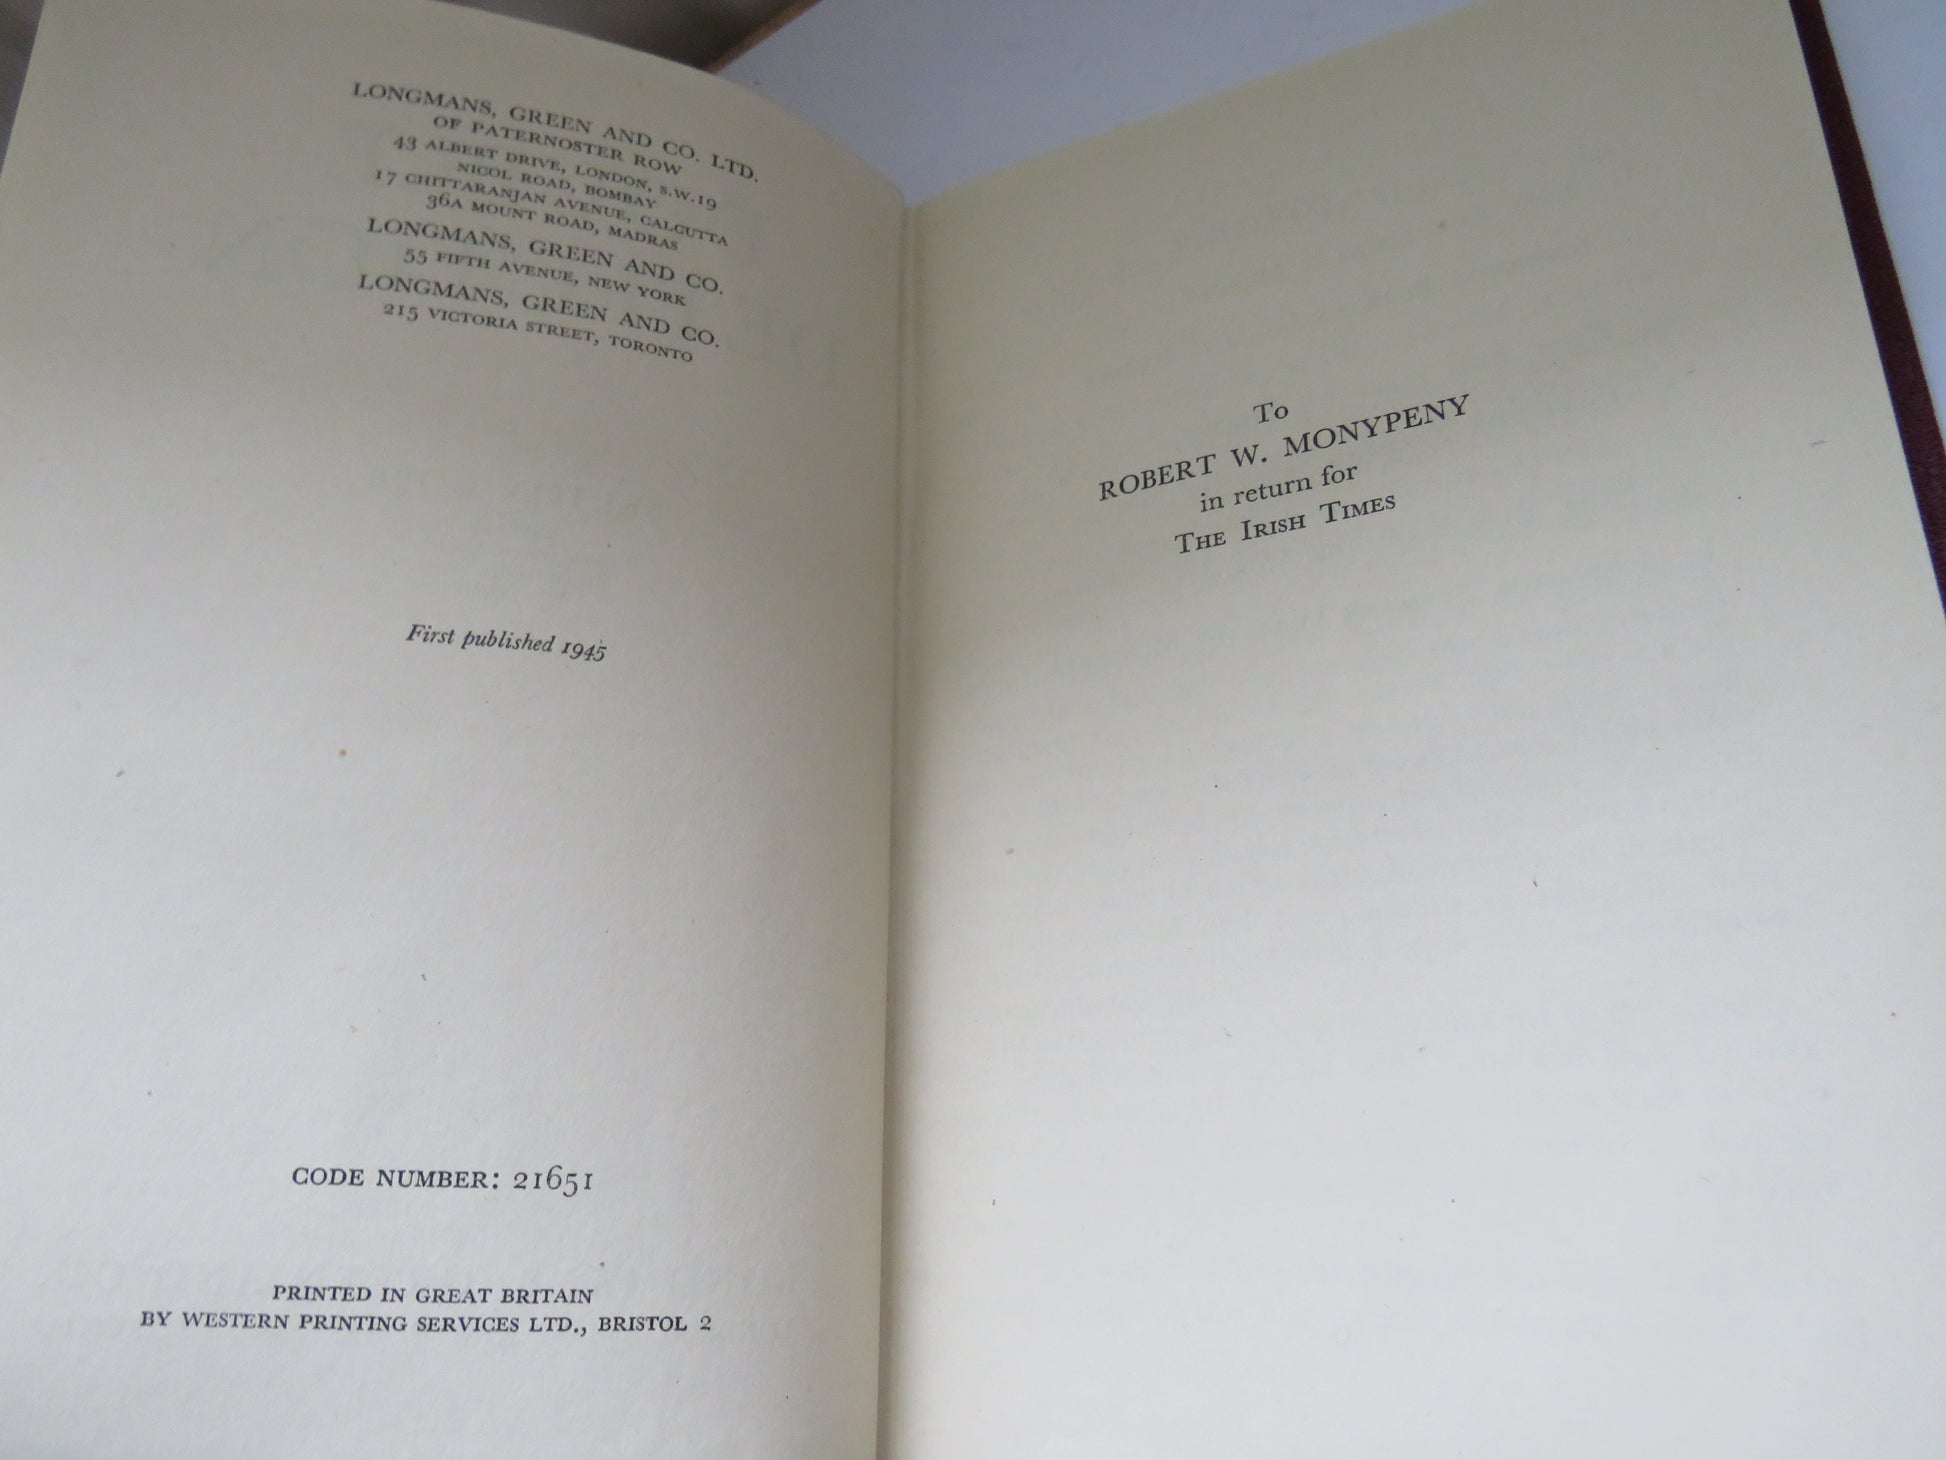 LONGMANS, GREEN AND CO. LTD.
OF PATERNOSTER ROW
43 ALBERT DRIVE, LONDON, S.W.19
NICOL ROAD, BOMBAY
17 CHITTARANJAN AVENUE, CALCUTTA
36A MOUNT ROAD, MADRAS
LONGMANS, GREEN AND CO.
55 FIFTH AVENUE, NEW YORK
LONGMANS, GREEN AND CO.
215 VICTORIA STREET, TORONTO
First published 1945
CODE NUMBER: 21651
PRINTED IN GREAT BRITAIN
BY WESTERN PRINTING SERVICES LTD., BRISTOL 2
To
ROBERT W. MONYPENY
in return for
THE IRISH TIMES